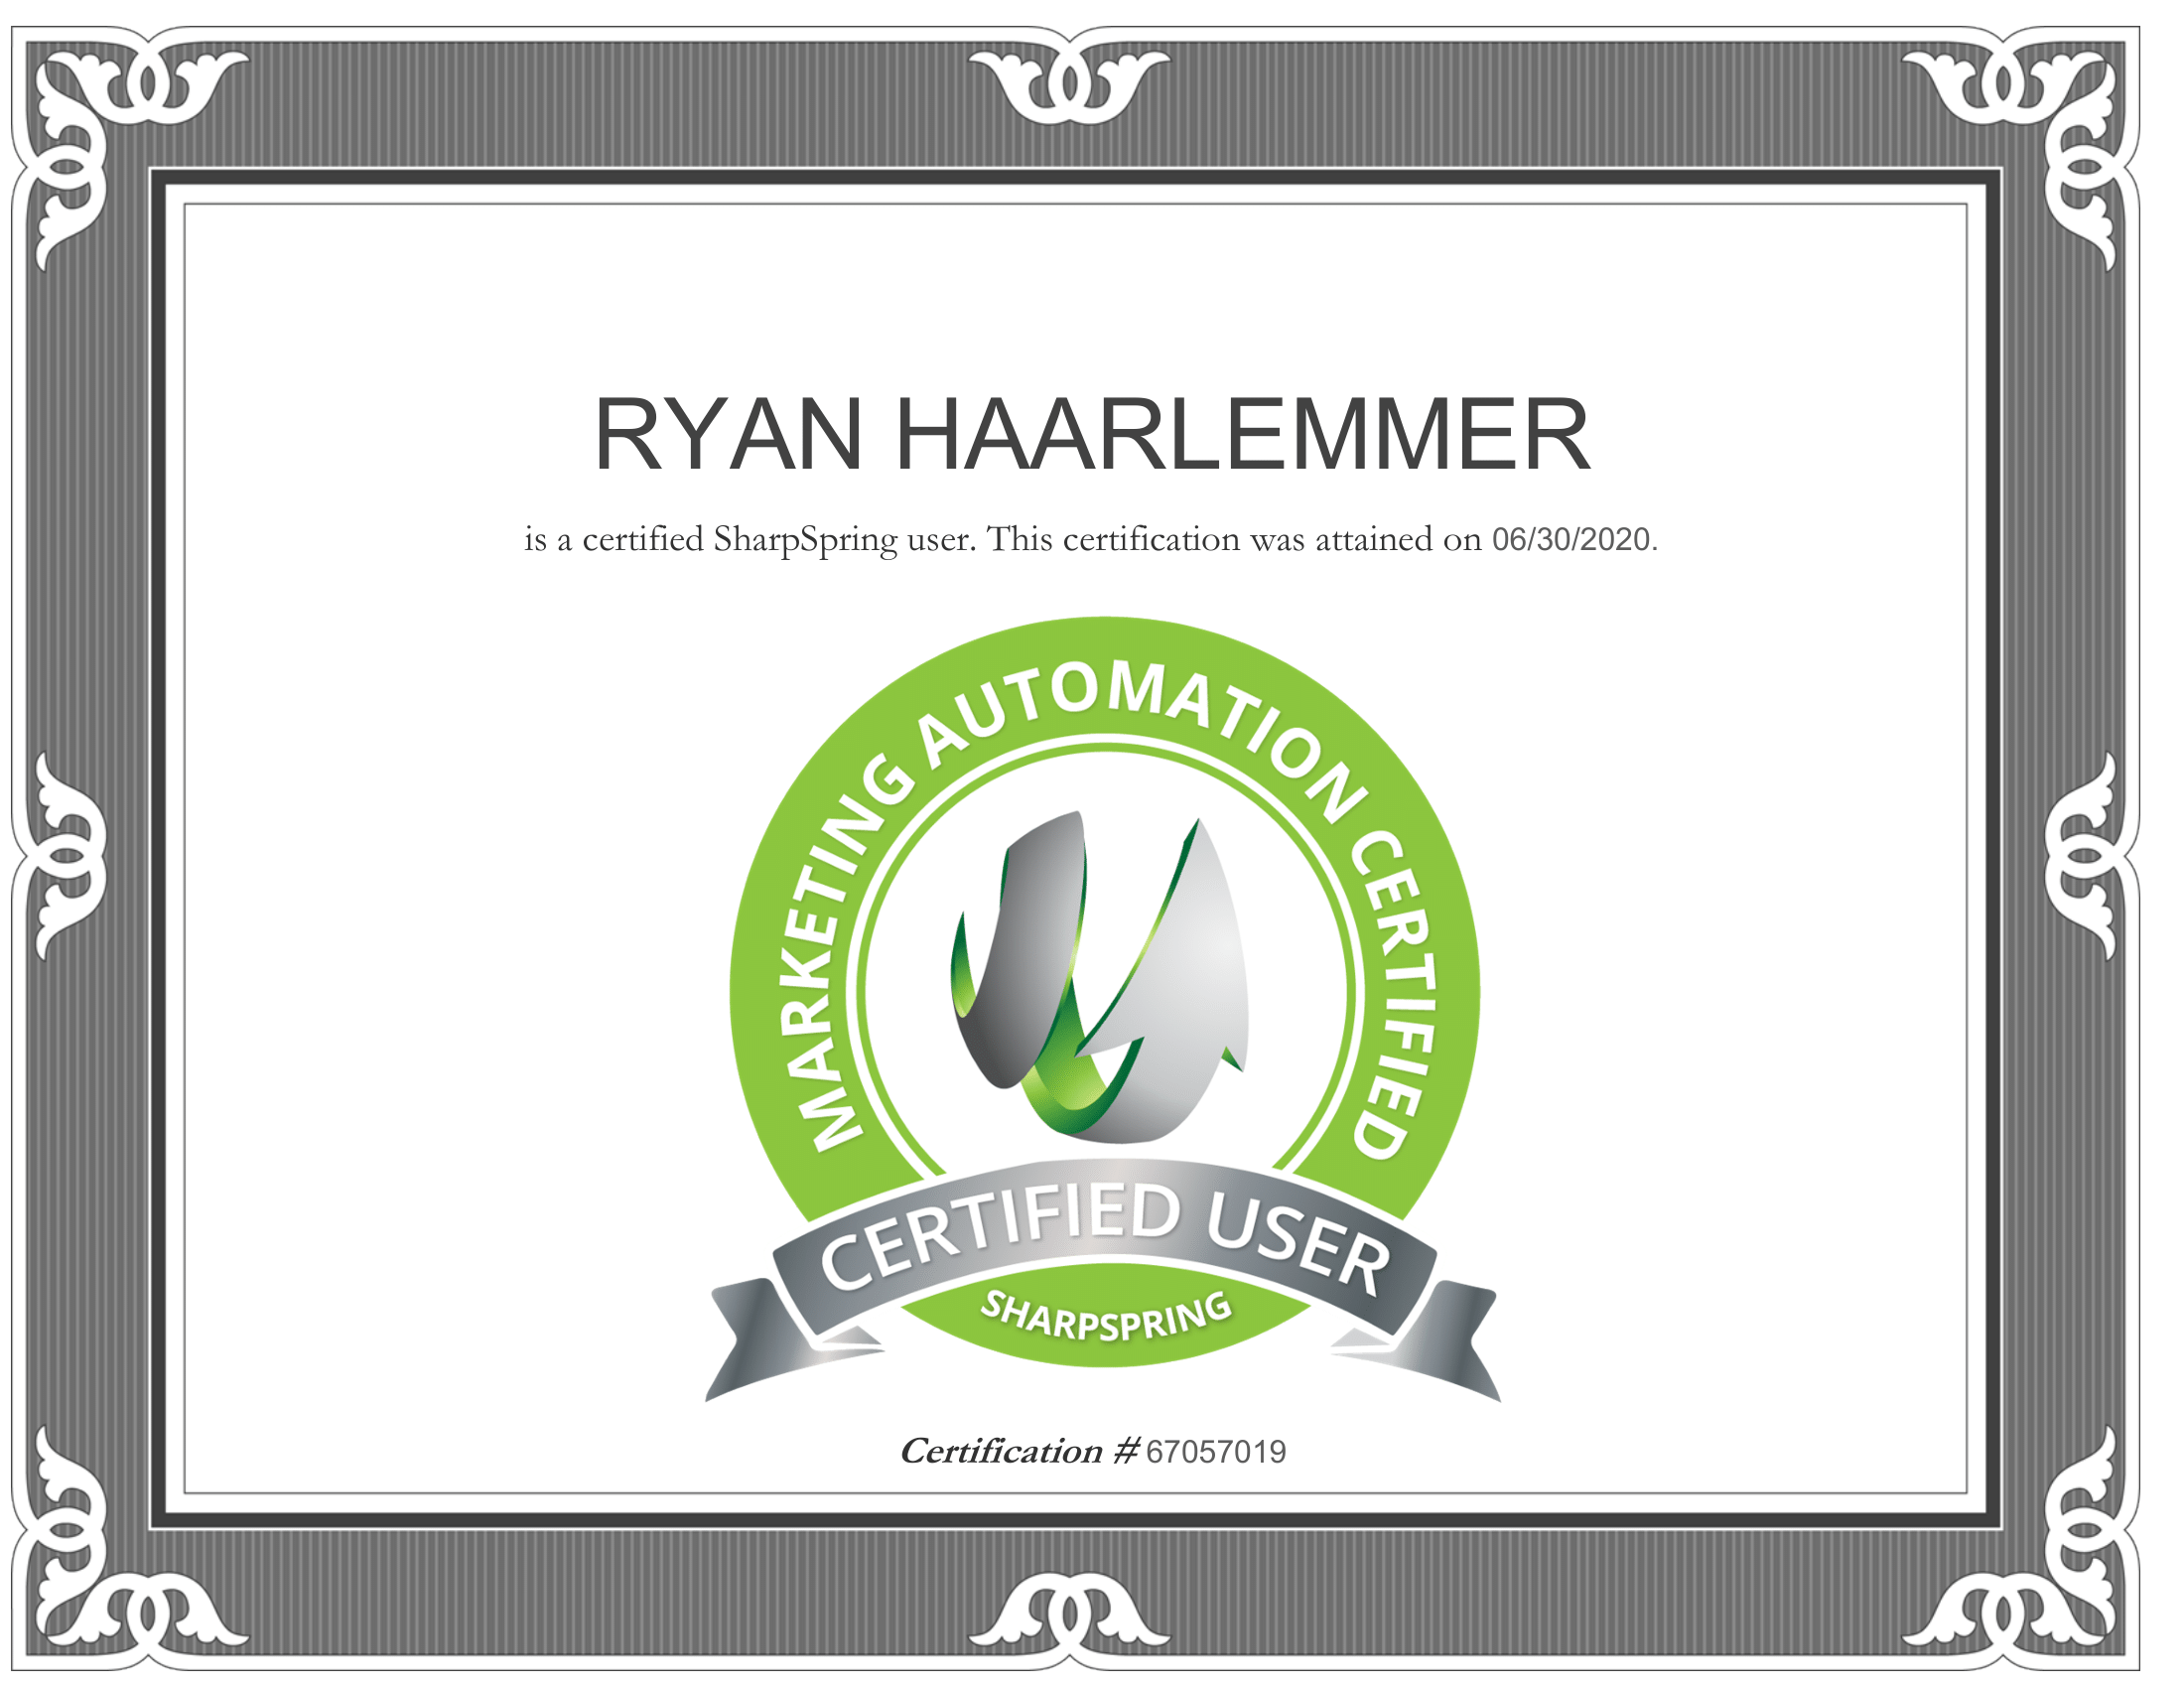 RYAN HAARLEMMER
is a certified SharpSpring user. This certification was attained on 06/30/2020.
MARKETING AUTOMATION CERTIFIED
CERTIFIED USER
SHARPSPRING
Certification # 67057019